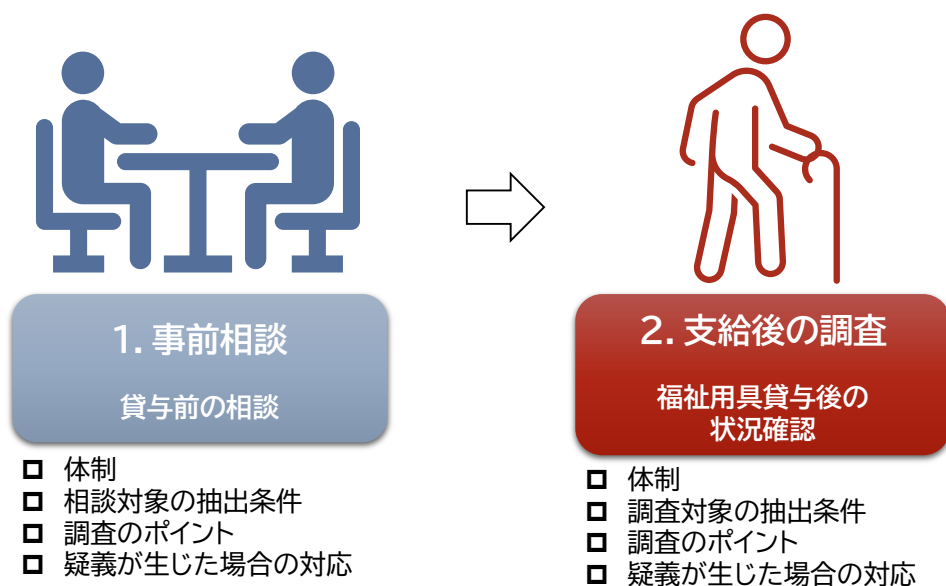 1. 事前相談
貸与前の相談
□ 体制
□ 相談対象の抽出条件
□ 調査のポイント
□ 疑義が生じた場合の対応
2. 支給後の調査
福祉用具貸与後の
状況確認
□ 体制
□ 調査対象の抽出条件
□ 調査のポイント
□ 疑義が生じた場合の対応